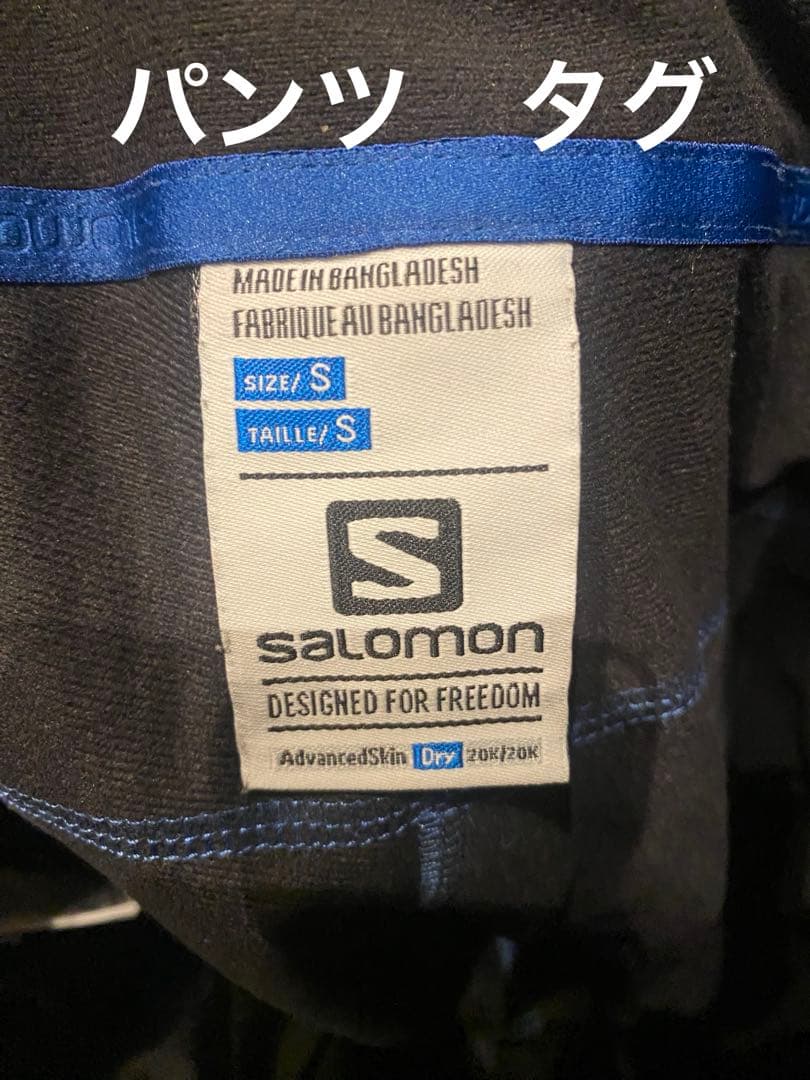 パンツ　タグ
MADE IN BANGLADESH
FABRIQUE AU BANGLADESH
SIZE/ S
TAILLE/ S
S
salomon
DESIGNED FOR FREEDOM
AdvancedSkin Dry 20K/20K